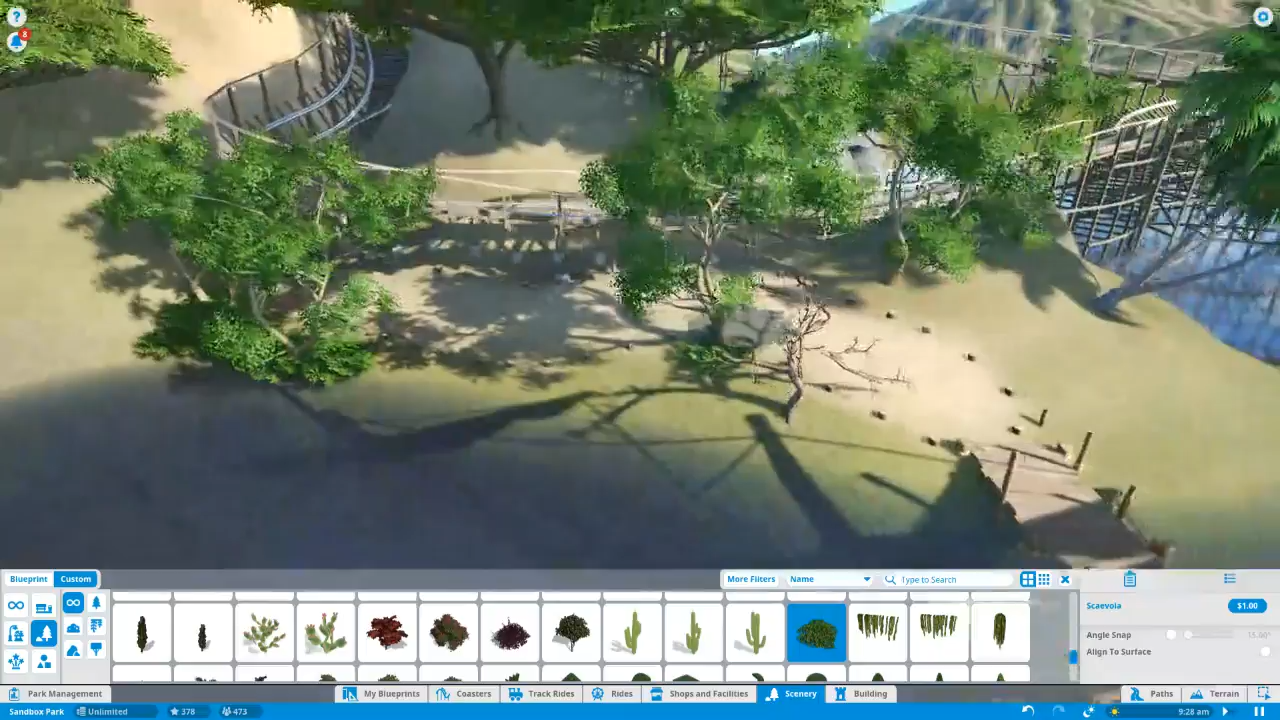 ?
8
Blueprint
Custom
More Filters
Name
Type to Search
Scaevola
$1.00
Angle Snap
15.00°
Align To Surface
Park Management
My Blueprints
Coasters
Track Rides
Rides
Shops and Facilities
Scenery
Building
Paths
Terrain
Sandbox Park
Unlimited
378
473
9:28 am